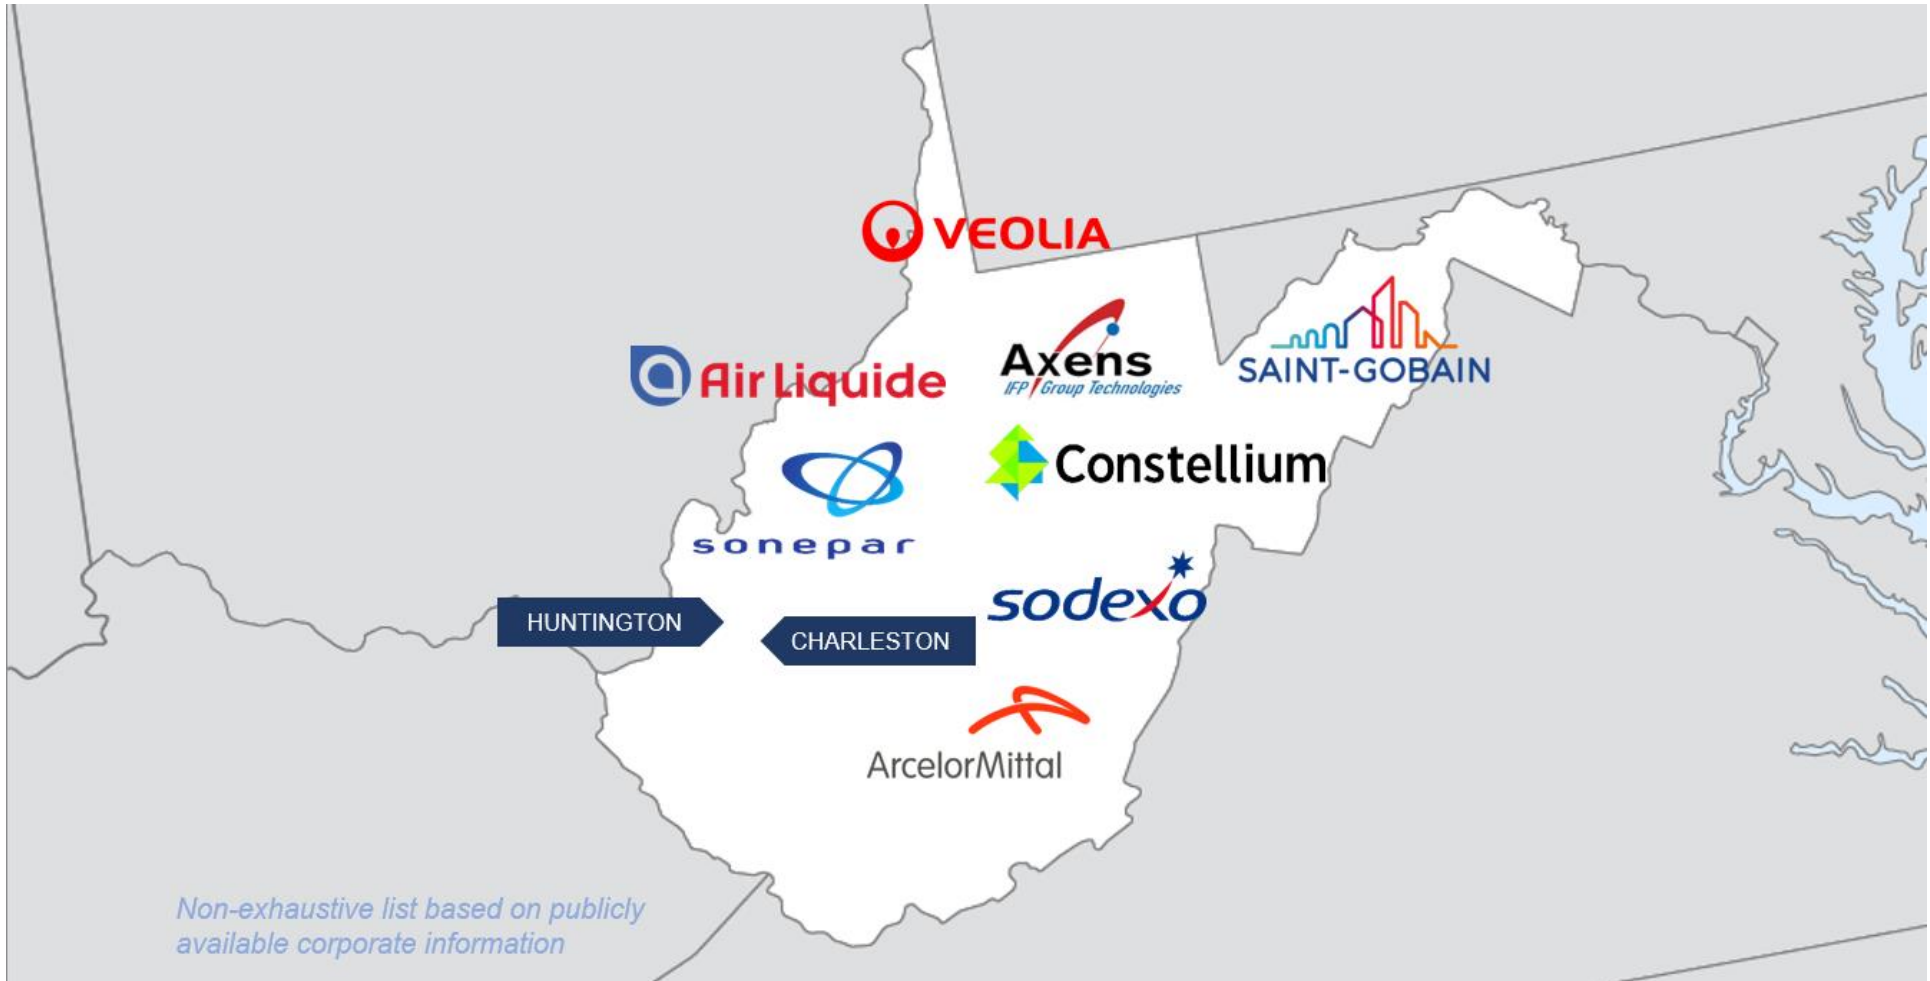 VEOLIA
Axens
IFP Group Technologies
SAINT-GOBAIN
Air Liquide
Constellium
sonepar
sodexo
HUNTINGTON
CHARLESTON
ArcelorMittal
Non-exhaustive list based on publicly
available corporate information